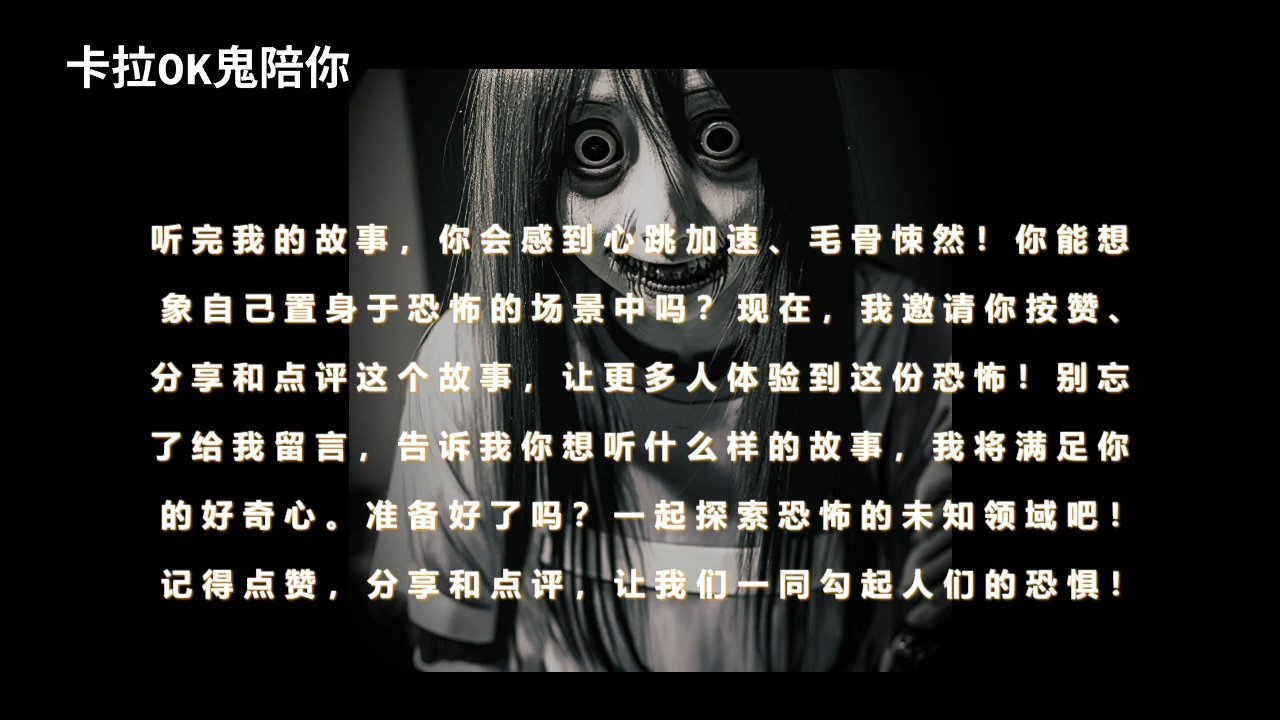 卡拉OK鬼陪你
听完我的故事，你会感到心跳加速、毛骨悚然！你能想
象自己置身于恐怖的场景中吗？现在，我邀请你按赞、
分享和点评这个故事，让更多人体验到这份恐怖！别忘
了给我留言，告诉我你想听什么样的故事，我将满足你
的好奇心。准备好了吗？一起探索恐怖的未知领域吧！
记得点赞，分享和点评，让我们一同勾起人们的恐惧！